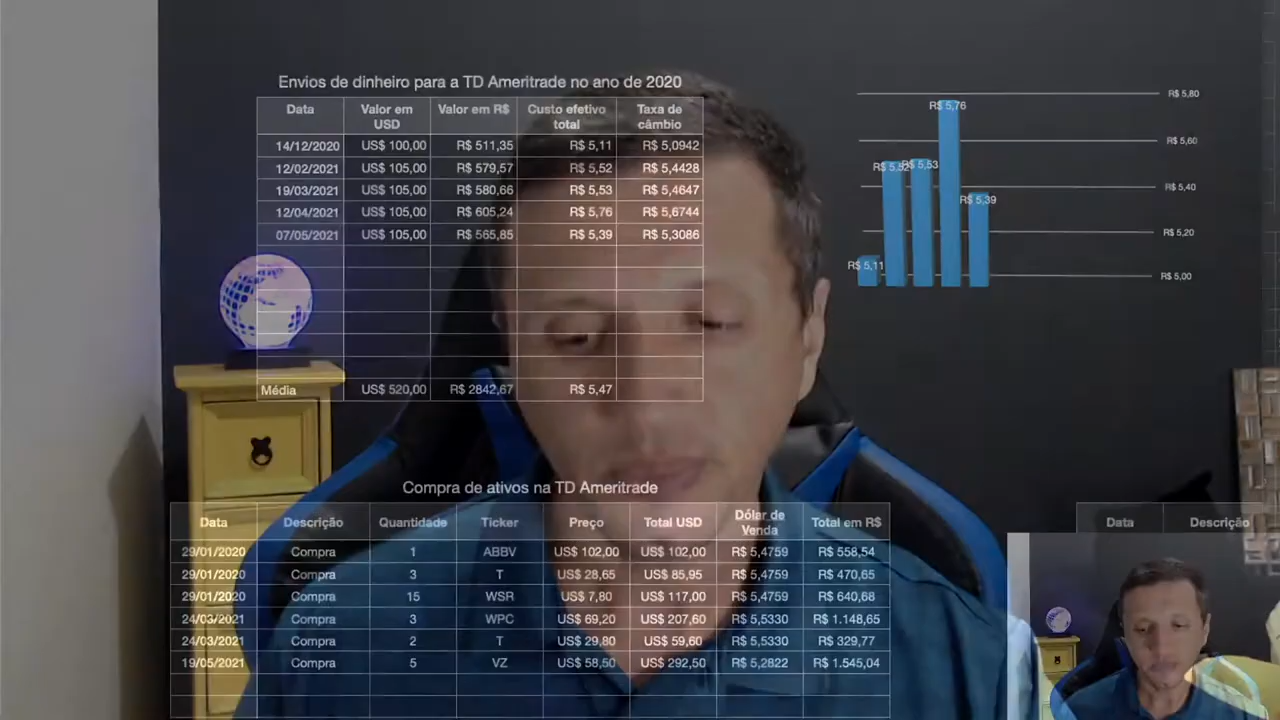 Envios de dinheiro para a TD Ameritrade no ano de 2020
Data Valor em USD Valor em R$ Custo efetivo total Taxa de câmbio
14/12/2020 US$ 100,00 R$ 511,35 R$ 5,11 R$ 5,0942
12/02/2021 US$ 105,00 R$ 579,57 R$ 5,52 R$ 5,4428
19/03/2021 US$ 105,00 R$ 580,66 R$ 5,53 R$ 5,4647
12/04/2021 US$ 105,00 R$ 605,24 R$ 5,76 R$ 5,6744
07/05/2021 US$ 105,00 R$ 565,85 R$ 5,39 R$ 5,3086
Média US$ 520,00 R$ 2842,67 R$ 5,47
R$ 5,80
R$ 5,76
R$ 5,60
R$ 5,52 R$ 5,53
R$ 5,40
R$ 5,39
R$ 5,20
R$ 5,11
R$ 5,00
Compra de ativos na TD Ameritrade
Data Descrição Quantidade Ticker Preço Total USD Dólar de Venda Total em R$
29/01/2020 Compra 1 ABBV US$ 102,00 US$ 102,00 R$ 5,4759 R$ 558,54
29/01/2020 Compra 3 T US$ 28,65 US$ 85,95 R$ 5,4759 R$ 470,65
29/01/2020 Compra 15 WSR US$ 7,80 US$ 117,00 R$ 5,4759 R$ 640,68
24/03/2021 Compra 3 WPC US$ 69,20 US$ 207,60 R$ 5,5330 R$ 1.148,65
24/03/2021 Compra 2 T US$ 29,80 US$ 59,60 R$ 5,5330 R$ 329,77
19/05/2021 Compra 5 VZ US$ 58,50 US$ 292,50 R$ 5,2822 R$ 1.545,04
Data Descrição